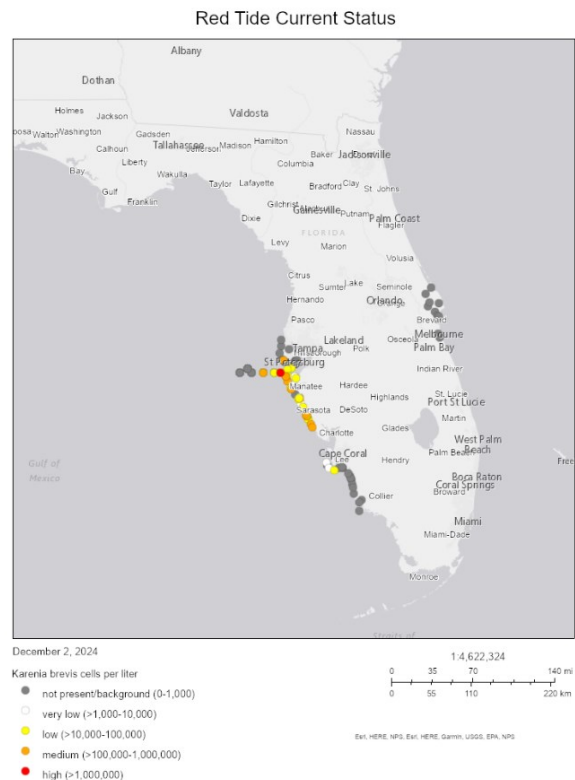 Red Tide Current Status
Albany
Dothan
Holmes
Jackson
Valdosta
Walton
Washington
Gadsden
Nassau
Calhoun
Tallahassee
Jefferson
Madison
Hamilton
Baker
Jacksonville
Liberty
Columbia
Bay
Wakulla
Gulf
Taylor
Lafayette
Bradford
Clay
St. Johns
Franklin
Gilchrist
Dixie
Gainesville
Putnam
Palm Coast
Flagler
FLORIDA
Levy
Marion
Volusia
Citrus
Sumter
Lake
Seminole
Hernando
Orlando
Orange
Pasco
Brevard
Lakeland
Osceola
Melbourne
Tampa
Hillsborough
Polk
Palm Bay
St Petersburg
Indian River
Manatee
Hardee
Highlands
St. Lucie
Port St Lucie
Sarasota
DeSoto
Martin
Charlotte
Glades
West Palm
Beach
Cape Coral
Lee
Hendry
Palm Beach
Gulf of
Mexico
Boca Raton
Coral Springs
Broward
Collier
Free
Miami
Miami-Dade
Monroe
Straits of
December 2, 2024
1:4,622,324
Karenia brevis cells per liter
0 35 70 140 mi
0 55 110 220 km
not present/background (0-1,000)
very low (>1,000-10,000)
low (>10,000-100,000)
medium (>100,000-1,000,000)
high (>1,000,000)
Esri, HERE, NPS, Esri, HERE, Garmin, USGS, EPA, NPS